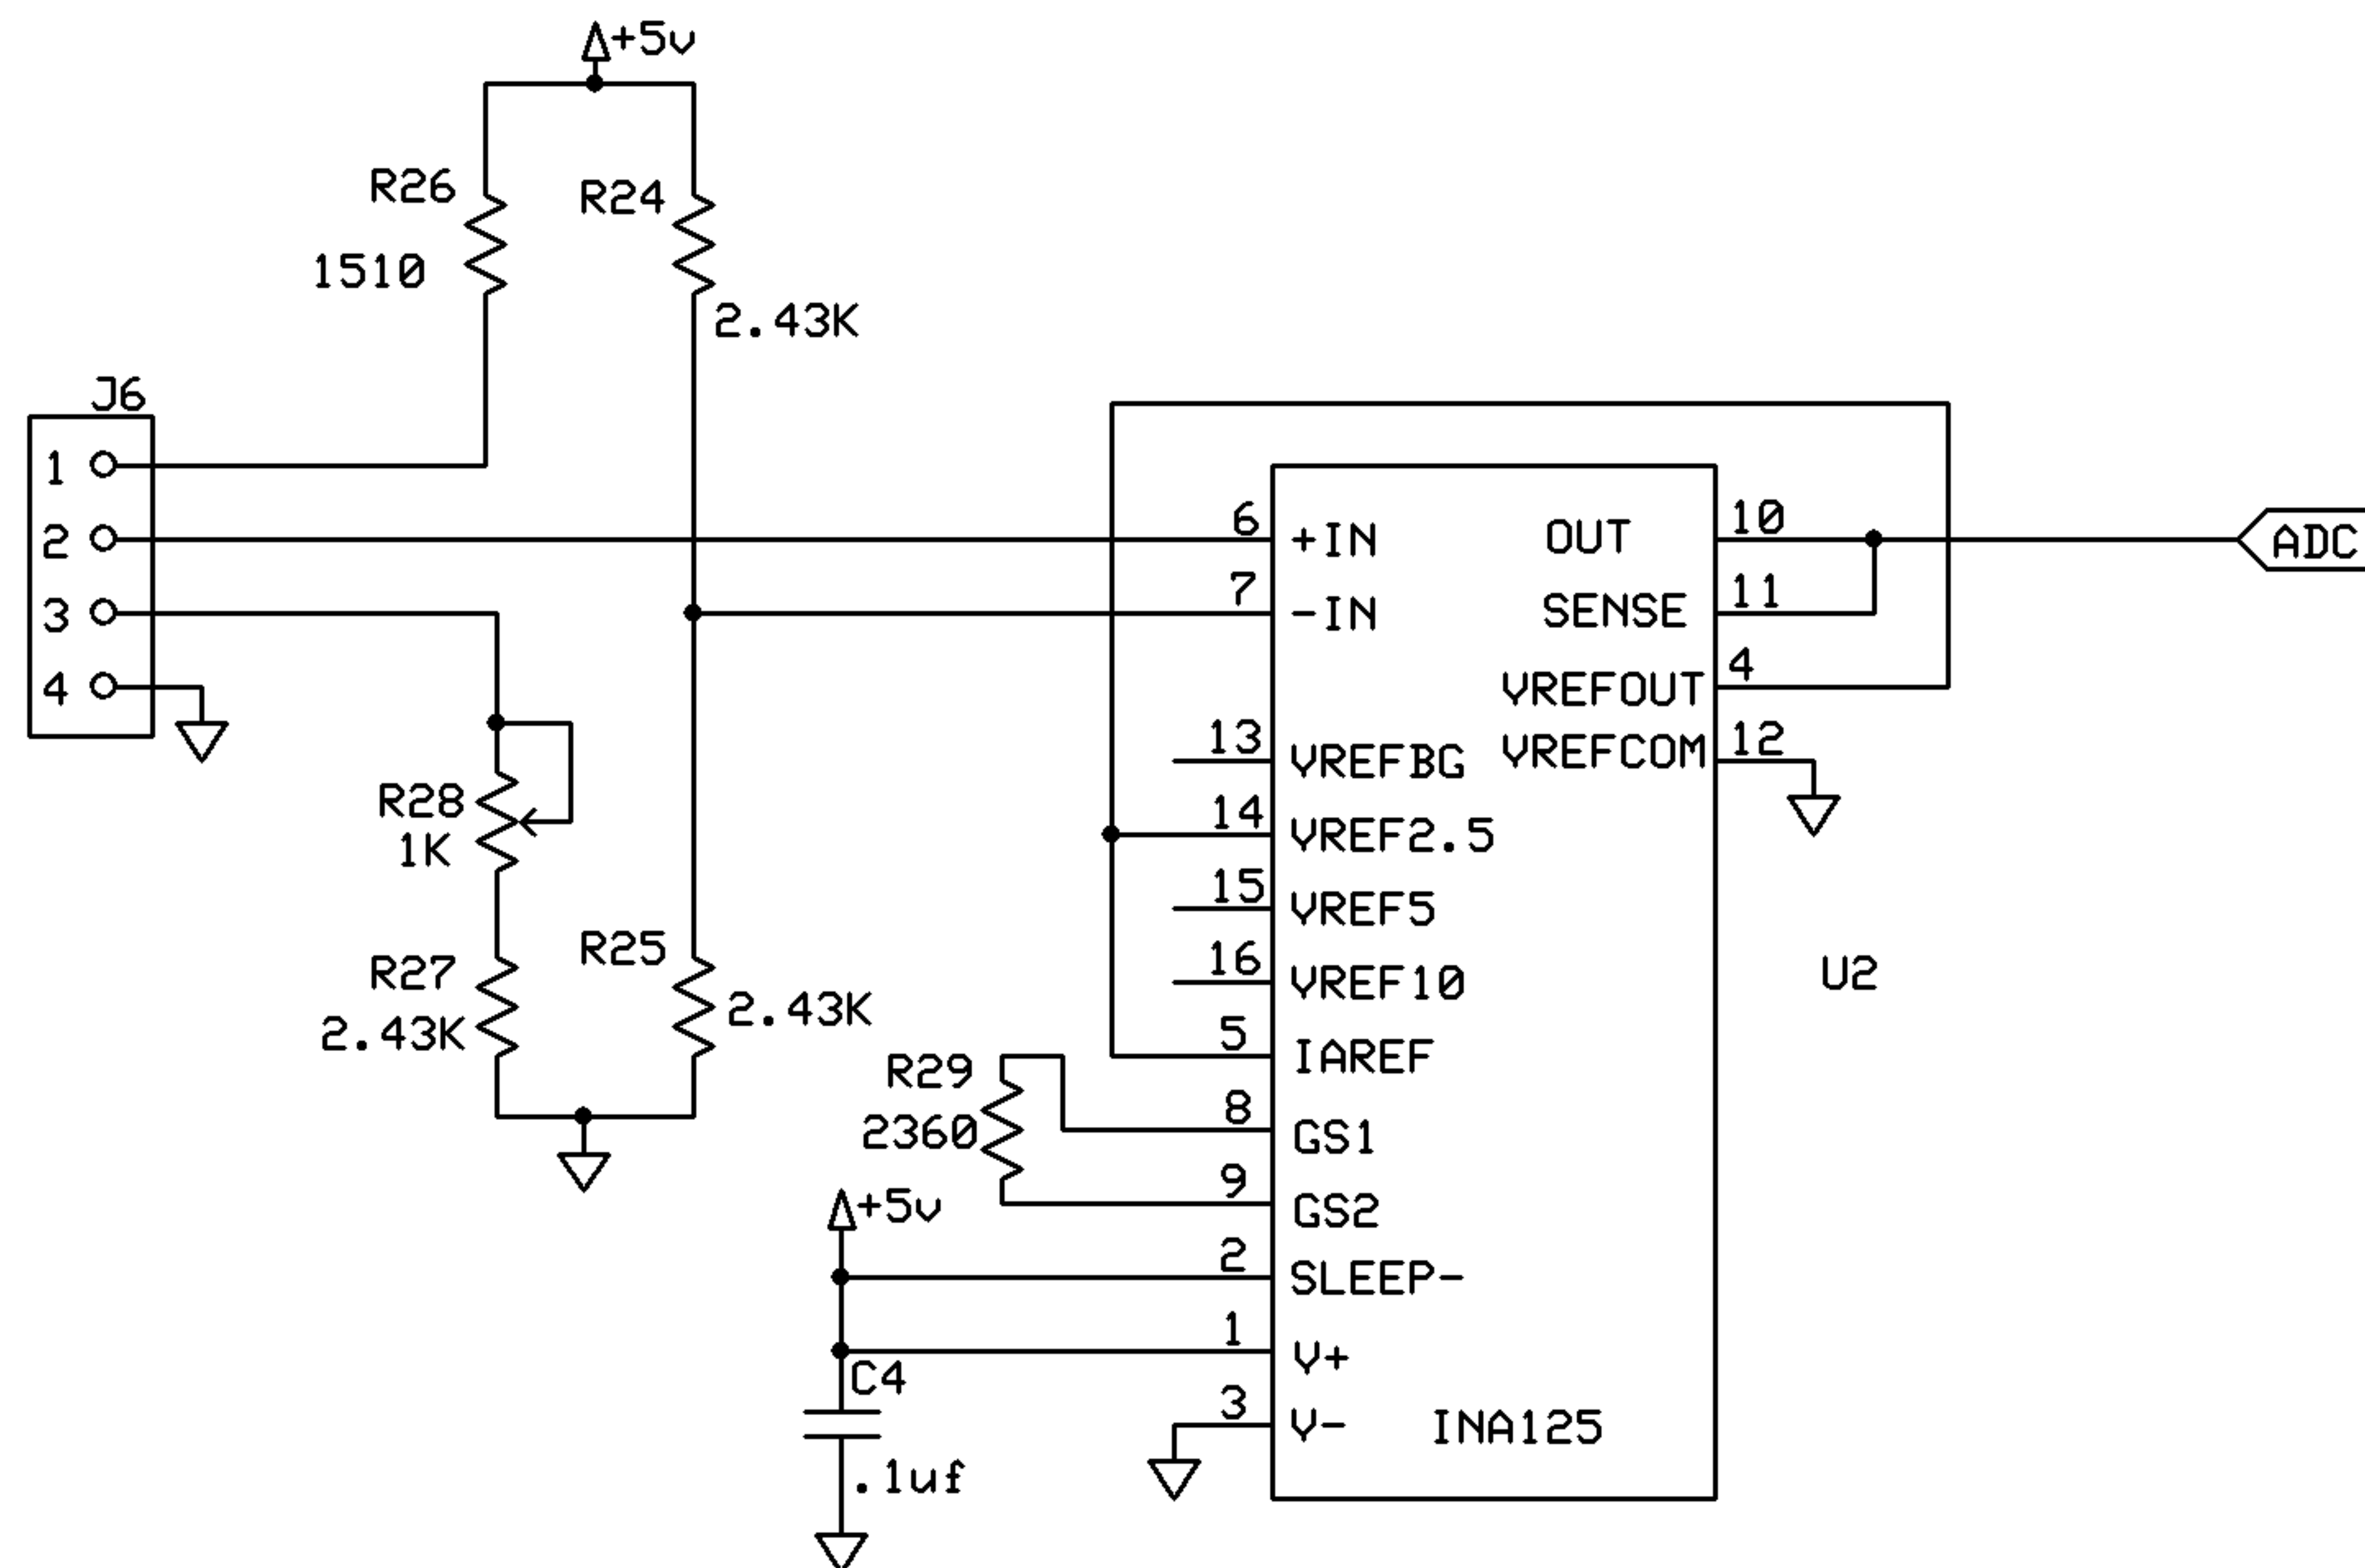 +5v
R26
1510
R24
2.43K
J6
1
2
3
4
R28
1K
R27
2.43K
R25
2.43K
R29
2360
+5v
C4
.1uf
6 +IN
7 -IN
13 VREFBG
14 VREF2.5
15 VREF5
16 VREF10
5 IAREF
8 GS1
9 GS2
2 SLEEP-
1 V+
3 V-
OUT 10
SENSE 11
VREFOUT 4
VREFCOM 12
INA125
U2
ADC